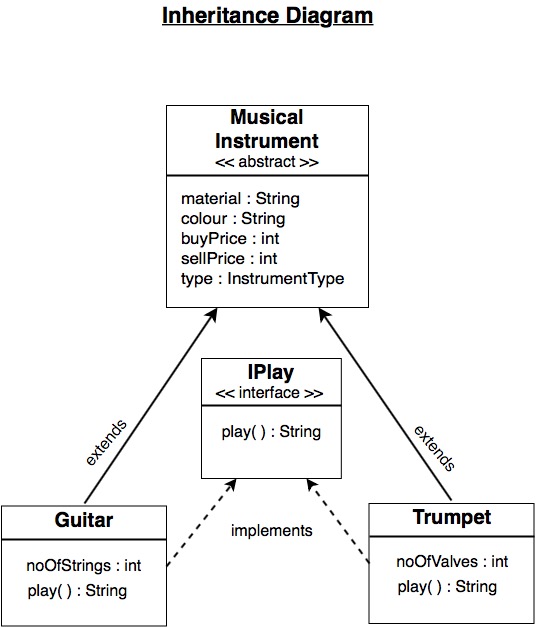 Inheritance Diagram
Musical
Instrument
<< abstract >>
material : String
colour : String
buyPrice : int
sellPrice : int
type : InstrumentType
IPlay
<< interface >>
play( ) : String
extends
extends
implements
Guitar
noOfStrings : int
play( ) : String
Trumpet
noOfValves : int
play( ) : String